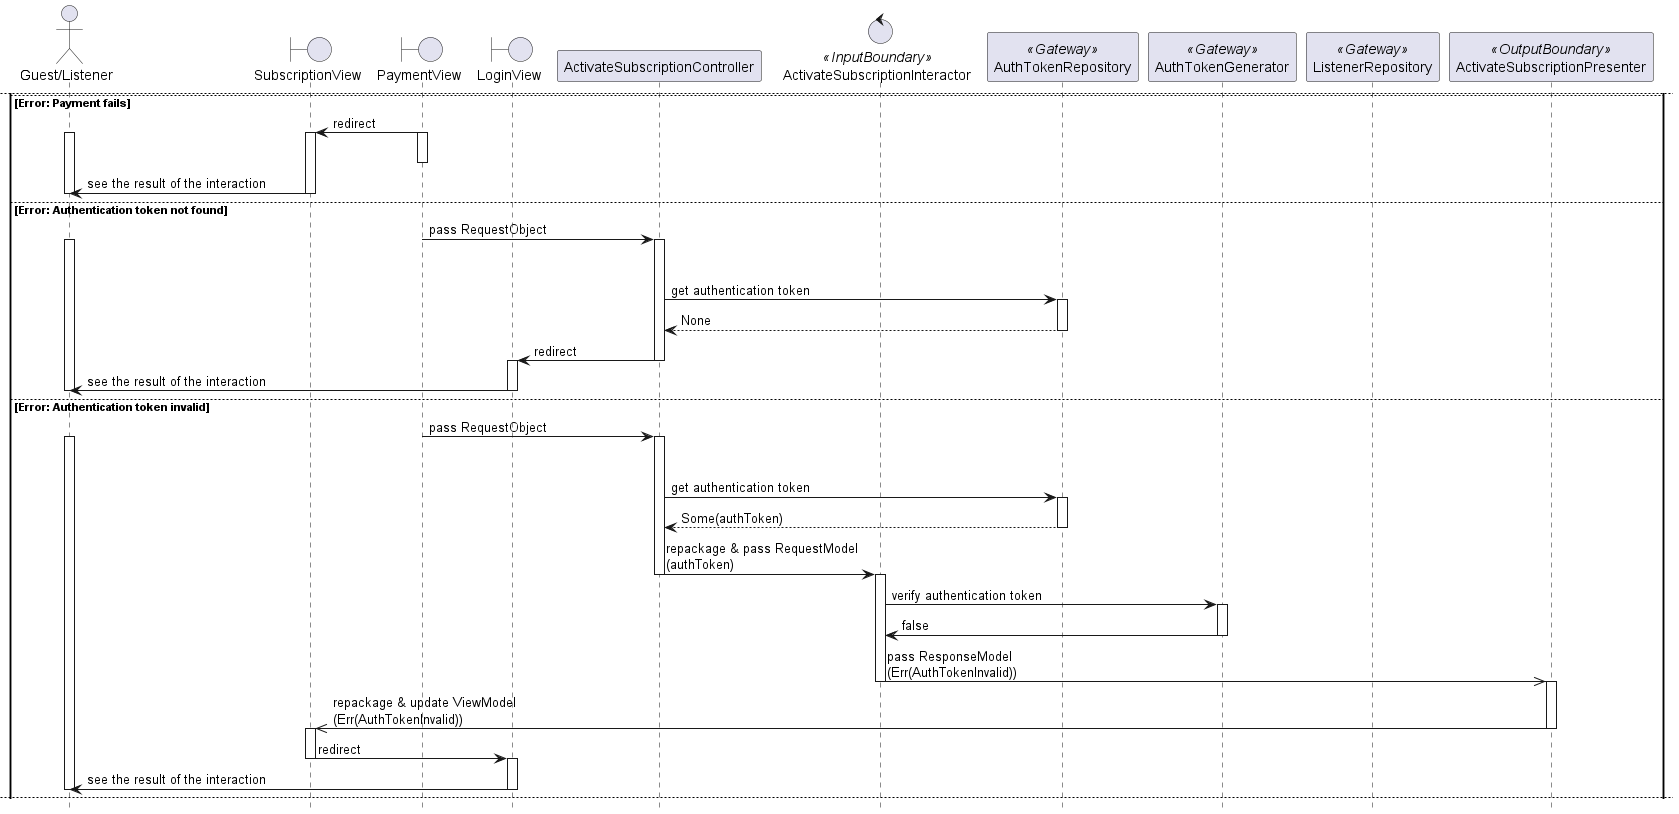 Guest/Listener
SubscriptionView
PaymentView
LoginView
ActivateSubscriptionController
«InputBoundary»
ActivateSubscriptionInteractor
«Gateway»
AuthTokenRepository
«Gateway»
AuthTokenGenerator
«Gateway»
ListenerRepository
«OutputBoundary»
ActivateSubscriptionPresenter
[Error: Payment fails]
redirect
see the result of the interaction
[Error: Authentication token not found]
pass RequestObject
get authentication token
None
redirect
see the result of the interaction
[Error: Authentication token invalid]
pass RequestObject
get authentication token
Some(authToken)
repackage & pass RequestModel
(authToken)
verify authentication token
false
pass ResponseModel
(Err(AuthTokenInvalid))
repackage & update ViewModel
(Err(AuthTokenInvalid))
redirect
see the result of the interaction